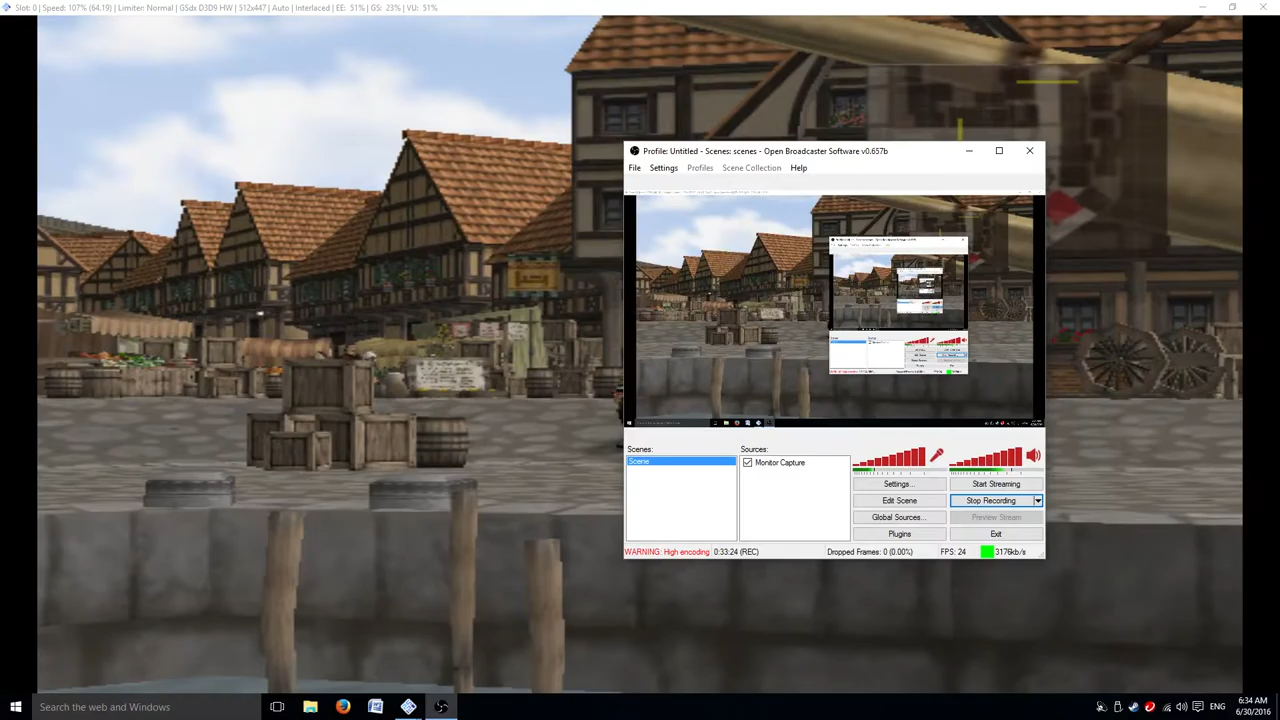 Slot: 0 | Speed: 107% (64.19) | Limiter: Normal | GSdx D3D9 HW | 512x447 | Auto | Interlaced | EE: 51% | GS: 23% | VU: 51%
Profile: Untitled - Scenes: scenes - Open Broadcaster Software v0.657b
File Settings Profiles Scene Collection Help
Scenes: Sources:
Scene
Monitor Capture
Settings... Start Streaming
Edit Scene Stop Recording
Global Sources... Preview Stream
Plugins Exit
WARNING: High encoding 0:33:24 (REC) Dropped Frames: 0 (0.00%) FPS: 24 3176kb/s
Search the web and Windows
ENG
6:34 AM
6/30/2016